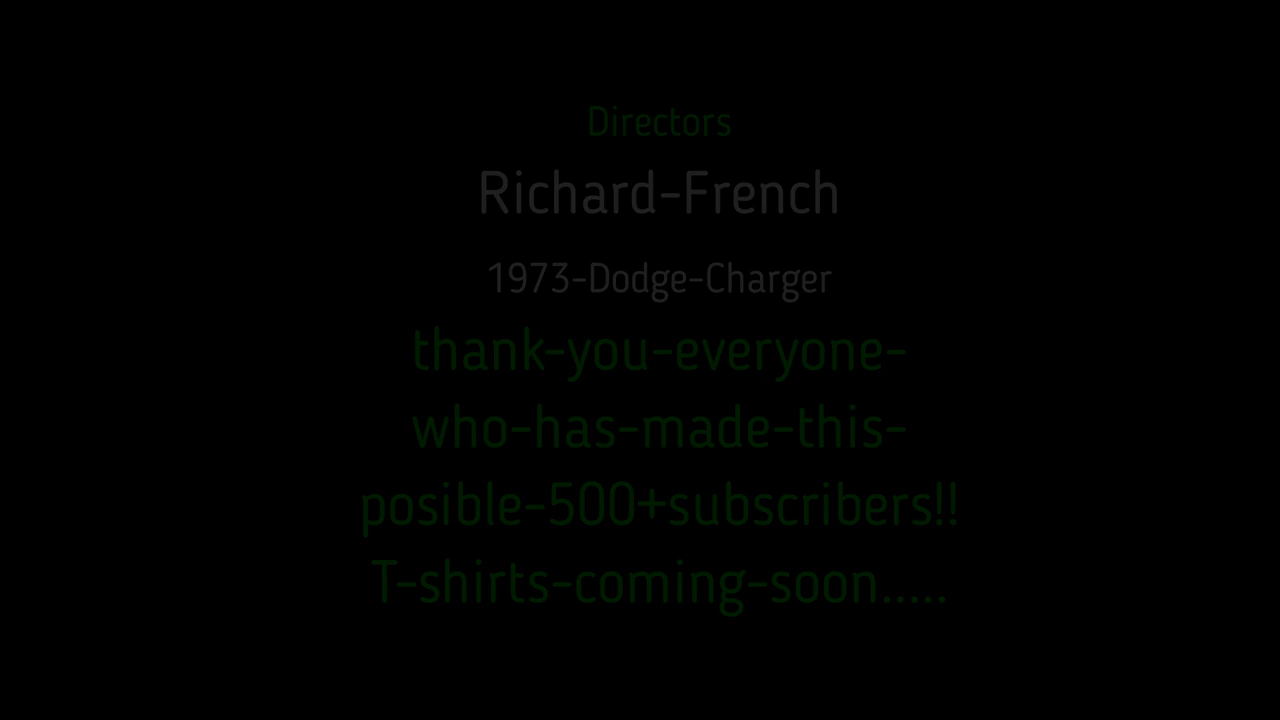 Directors
Richard-French
1973-Dodge-Charger
thank-you-everyone-
who-has-made-this-
posible-500+subscribers!!
T-shirts-coming-soon.....